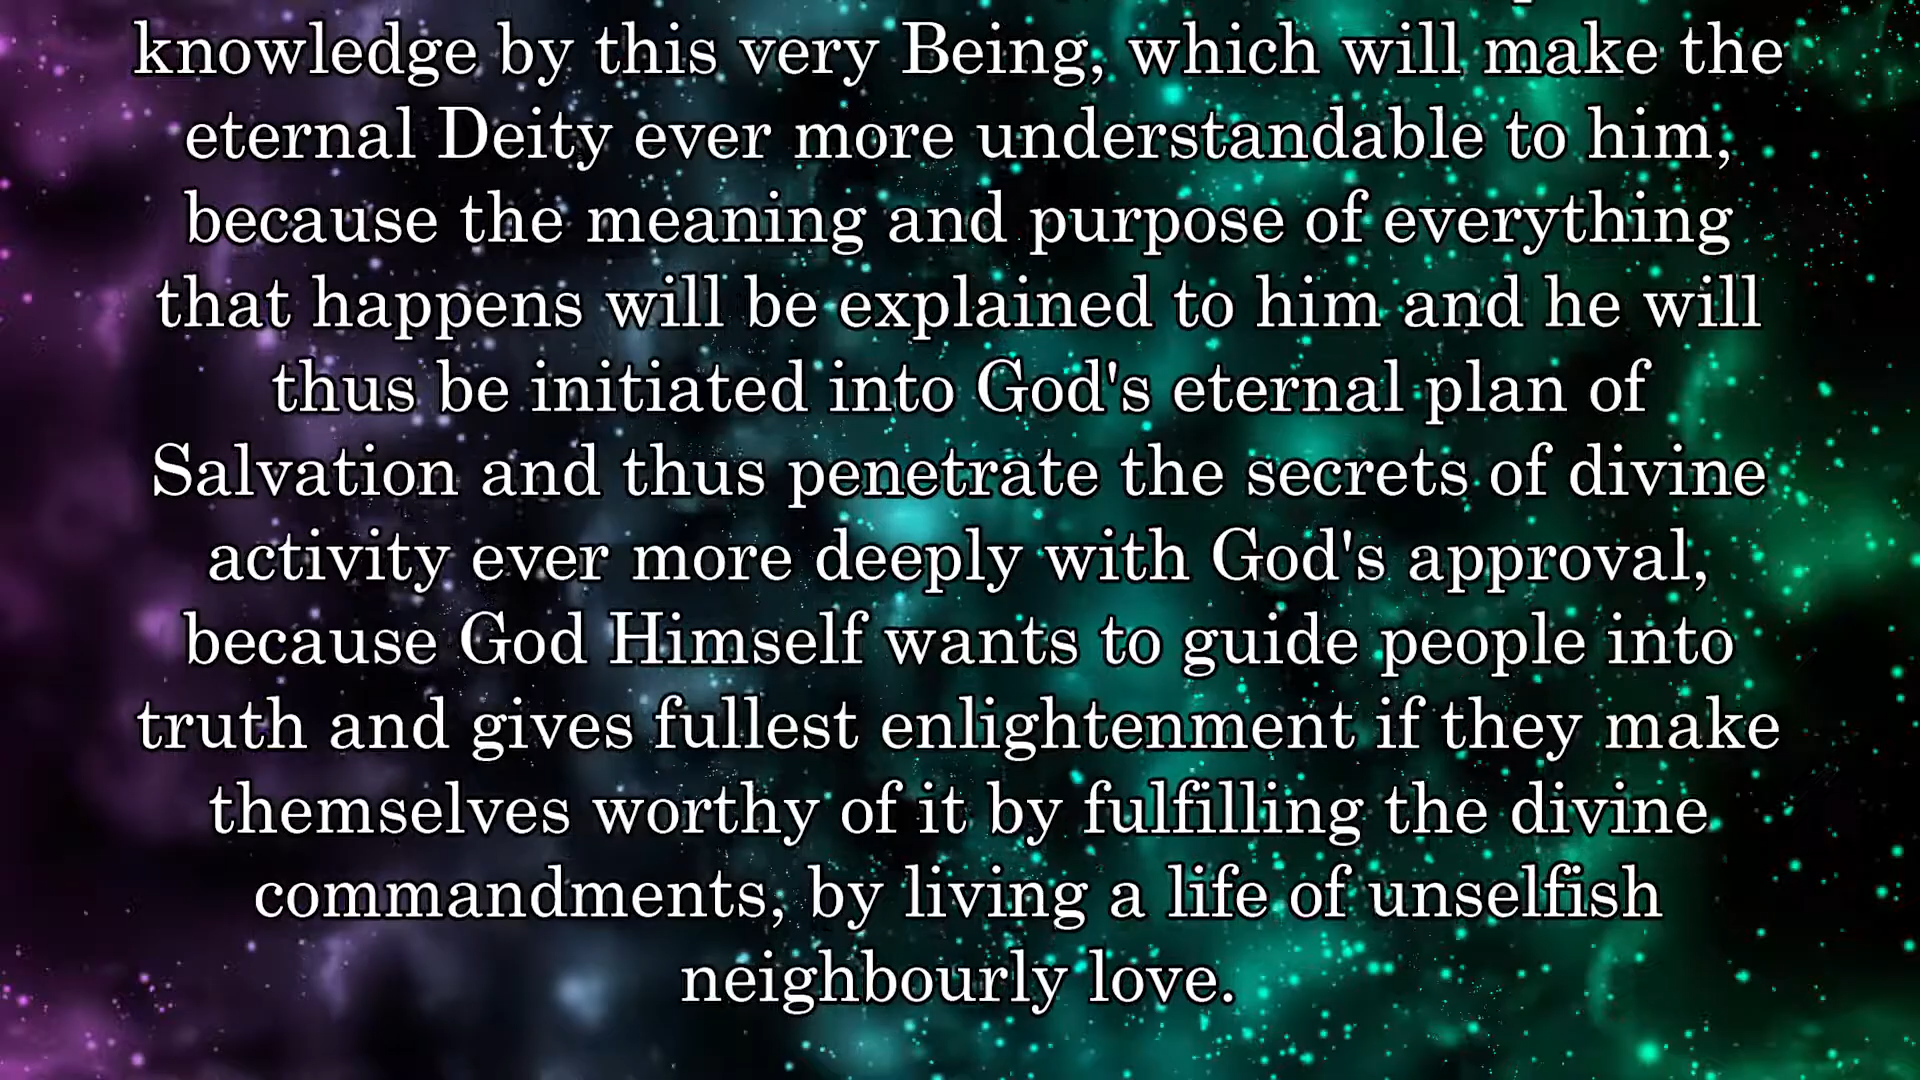 knowledge by this very Being, which will make the
eternal Deity ever more understandable to him,
because the meaning and purpose of everything
that happens will be explained to him and he will
thus be initiated into God's eternal plan of
Salvation and thus penetrate the secrets of divine
activity ever more deeply with God's approval,
because God Himself wants to guide people into
truth and gives fullest enlightenment if they make
themselves worthy of it by fulfilling the divine
commandments, by living a life of unselfish
neighbourly love.